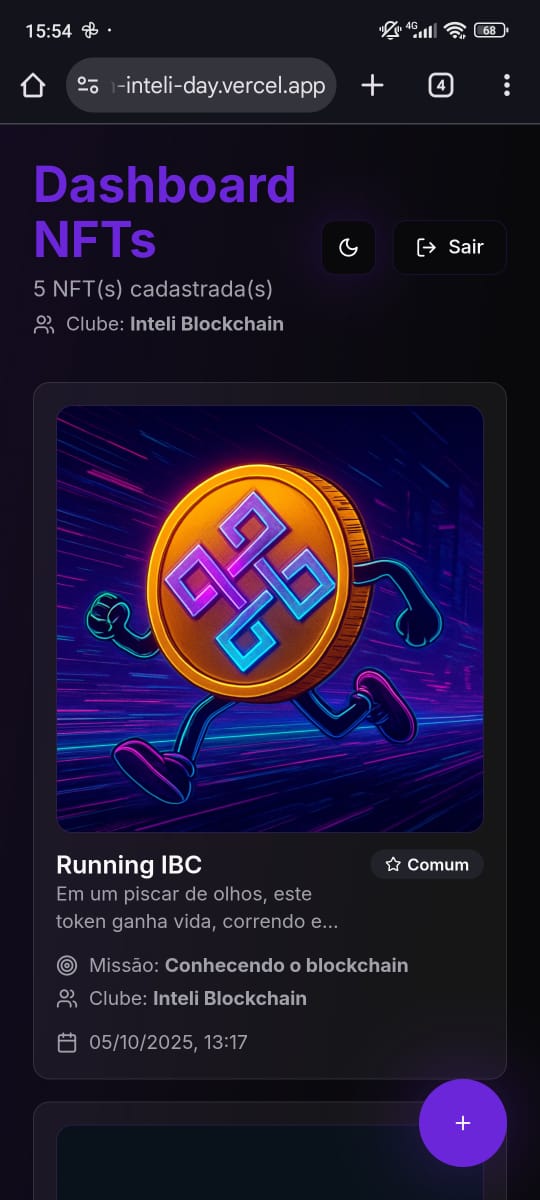 15:54
4G
68
-inteli-day.vercel.app
4
Dashboard
NFTs
Sair
5 NFT(s) cadastrada(s)
Clube: Inteli Blockchain
Running IBC
Comum
Em um piscar de olhos, este
token ganha vida, correndo e...
Missão: Conhecendo o blockchain
Clube: Inteli Blockchain
05/10/2025, 13:17
+